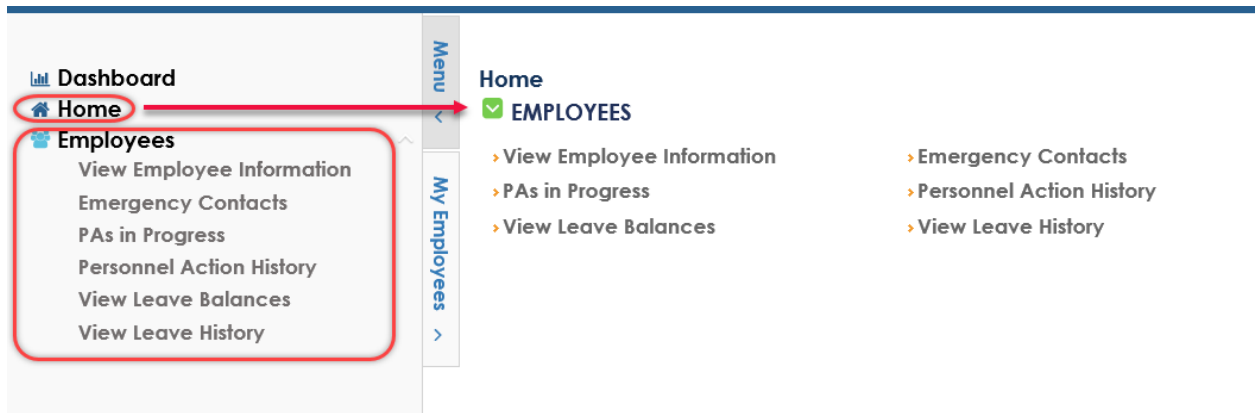 Dashboard
Home
Employees
View Employee Information
Emergency Contacts
PAs in Progress
Personnel Action History
View Leave Balances
View Leave History
Menu
My Employees
Home
EMPLOYEES
View Employee Information
Emergency Contacts
PAs in Progress
Personnel Action History
View Leave Balances
View Leave History